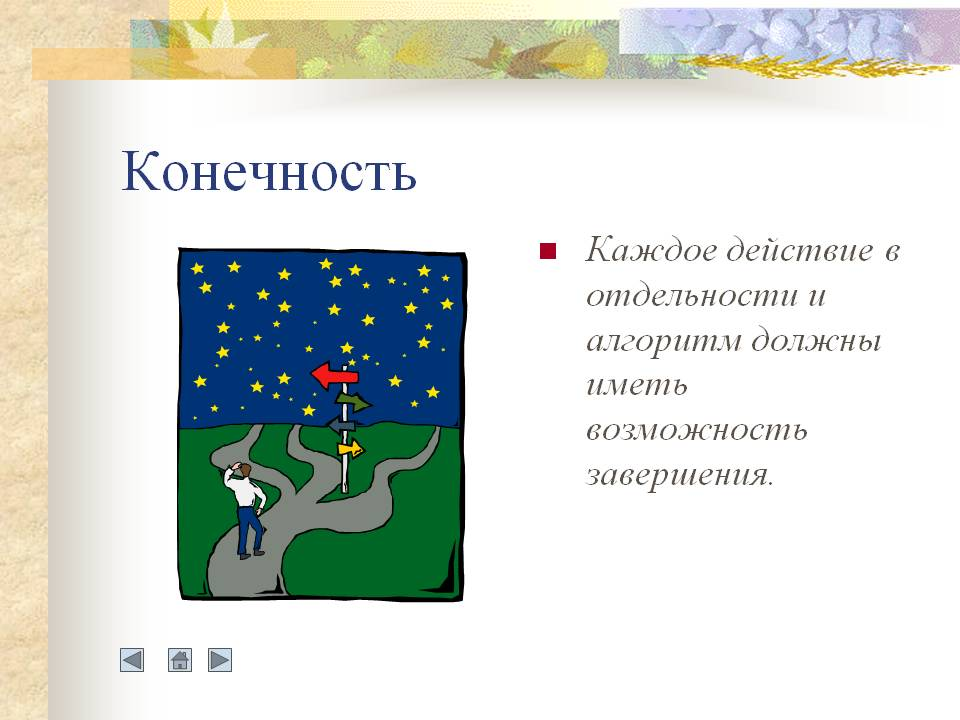 Конечность
Каждое действие в
отдельности и
алгоритм должны
иметь
возможность
завершения.